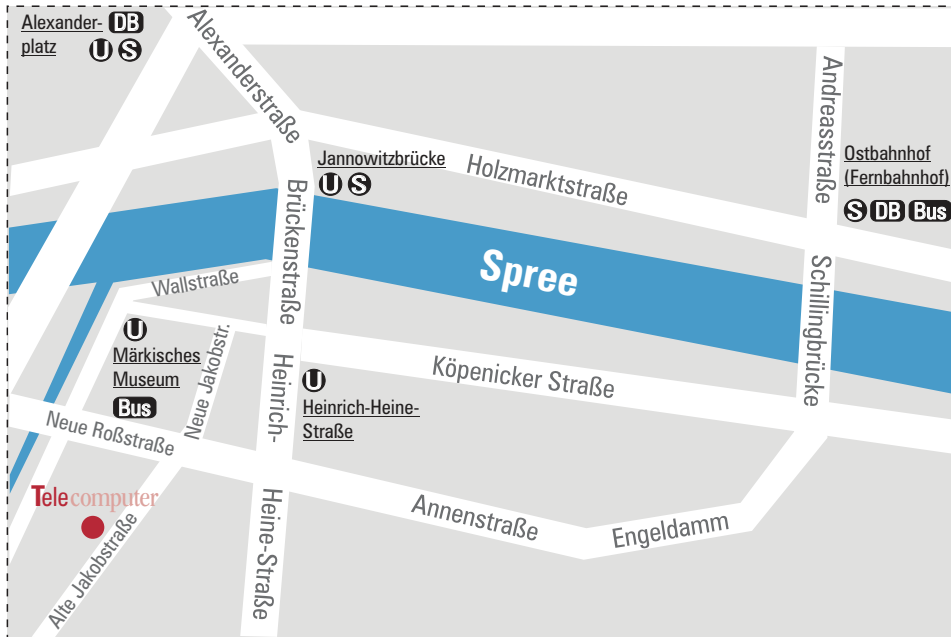 Alexander- DB
platz U S
Alexanderstraße
Andreasstraße
Jannowitzbrücke
U S
Holzmarktstraße
Ostbahnhof
(Fernbahnhof)
S DB Bus
Brückenstraße
Spree
Schillingbrücke
Wallstraße
U
Märkisches
Museum
Bus
Neue Jakobstr.
Heinrich-
Heine-Straße
U
Heinrich-Heine-
Straße
Köpenicker Straße
Neue Roßstraße
Telecomputer
Alte Jakobstraße
Annenstraße
Engeldamm